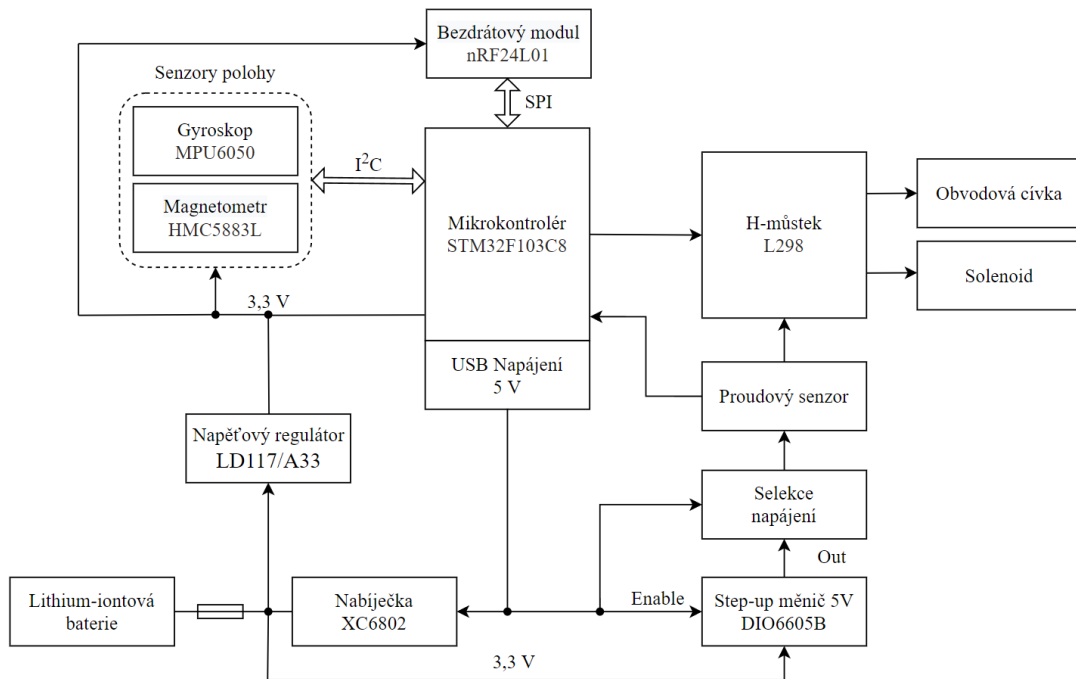 Bezdrátový modul
nRF24L01
SPI
Senzory polohy
Gyroskop
MPU6050
Magnetometr
HMC5883L
I²C
Mikrokontrolér
STM32F103C8
USB Napájení
5 V
H-můstek
L298
Obvodová cívka
Solenoid
3,3 V
Napěťový regulátor
LD117/A33
Proudový senzor
Selekce
napájení
Out
Lithium-iontová
baterie
Nabíječka
XC6802
Enable
Step-up měnič 5V
DIO6605B
3,3 V